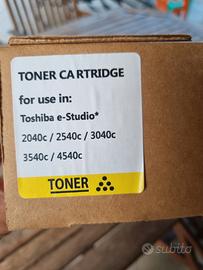 TONER CARTRIDGE
for use in:
Toshiba e-Studio*
2040c / 2540c / 3040c
3540c / 4540c
TONER
subito